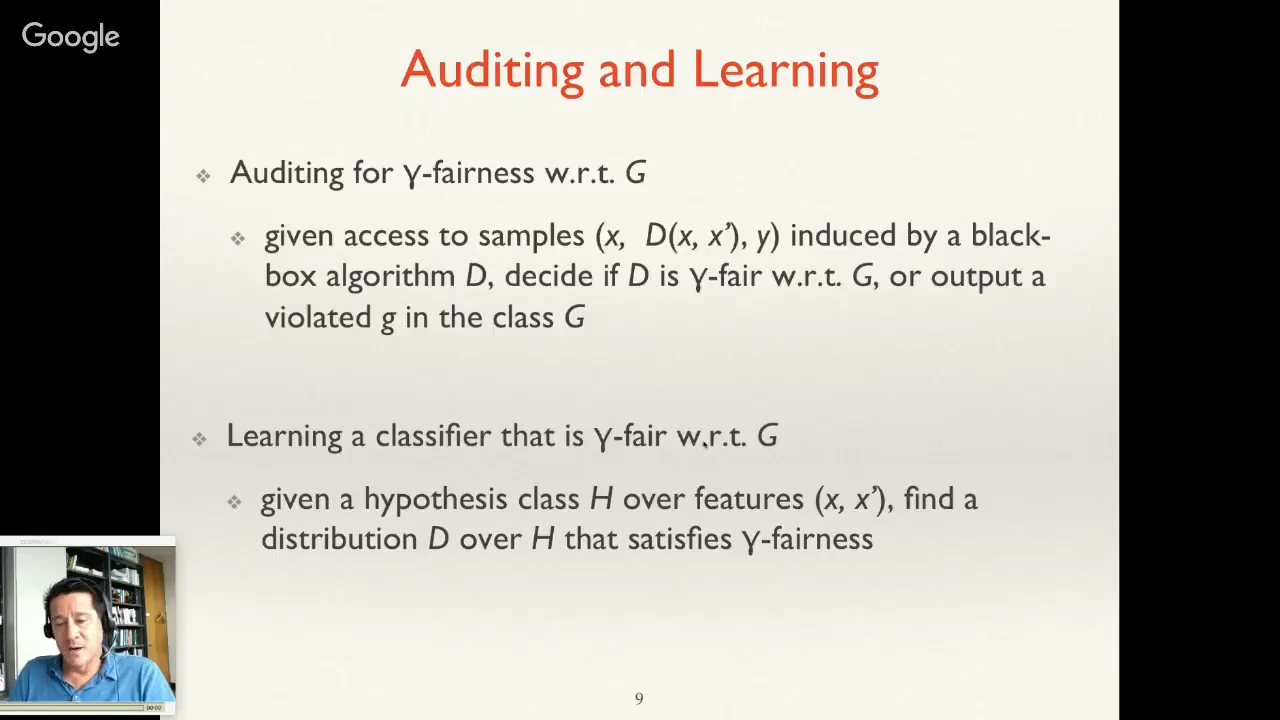 Google
Auditing and Learning
❖ Auditing for γ-fairness w.r.t. G
❖ given access to samples (x, D(x, x’), y) induced by a black-
box algorithm D, decide if D is γ-fair w.r.t. G, or output a
violated g in the class G
❖ Learning a classifier that is γ-fair w.r.t. G
❖ given a hypothesis class H over features (x, x’), find a
distribution D over H that satisfies γ-fairness
9
00:00